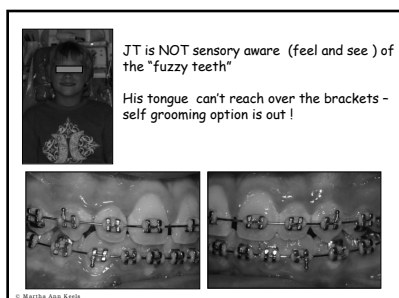 JT is NOT sensory aware (feel and see ) of
the “fuzzy teeth”
His tongue can’t reach over the brackets –
self grooming option is out !
© Martha Ann Keels